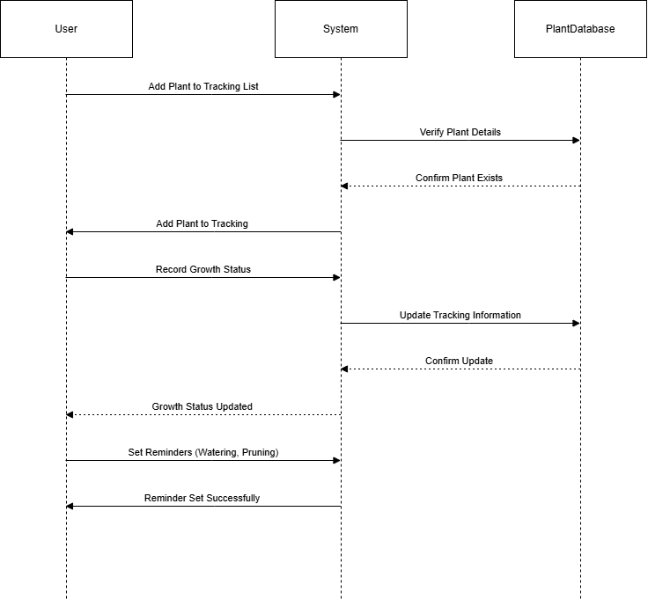 User
System
PlantDatabase
Add Plant to Tracking List
Verify Plant Details
Confirm Plant Exists
Add Plant to Tracking
Record Growth Status
Update Tracking Information
Confirm Update
Growth Status Updated
Set Reminders (Watering, Pruning)
Reminder Set Successfully